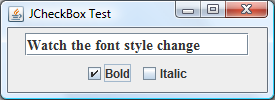 JCheckBox Test
Watch the font style change
Bold Italic